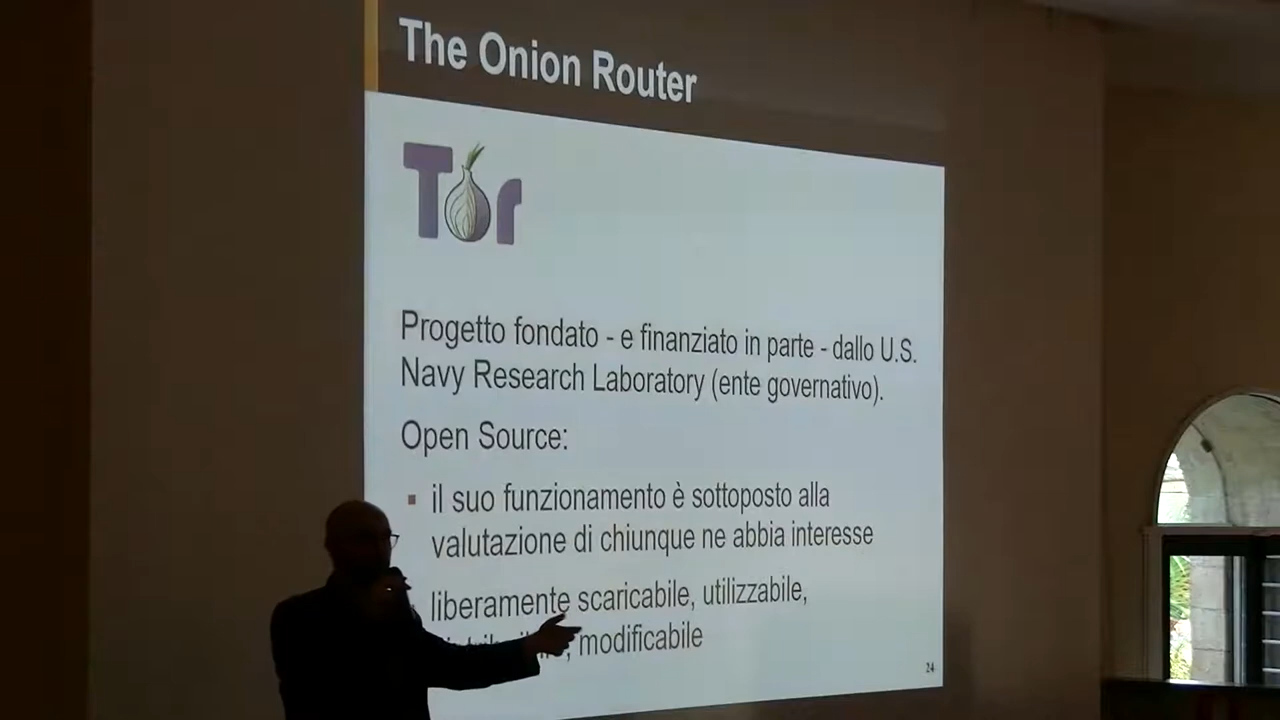 The Onion Router
Tor
Progetto fondato - e finanziato in parte - dallo U.S.
Navy Research Laboratory (ente governativo).
Open Source:
il suo funzionamento è sottoposto alla
valutazione di chiunque ne abbia interesse
liberamente scaricabile, utilizzabile,
modificabile
24